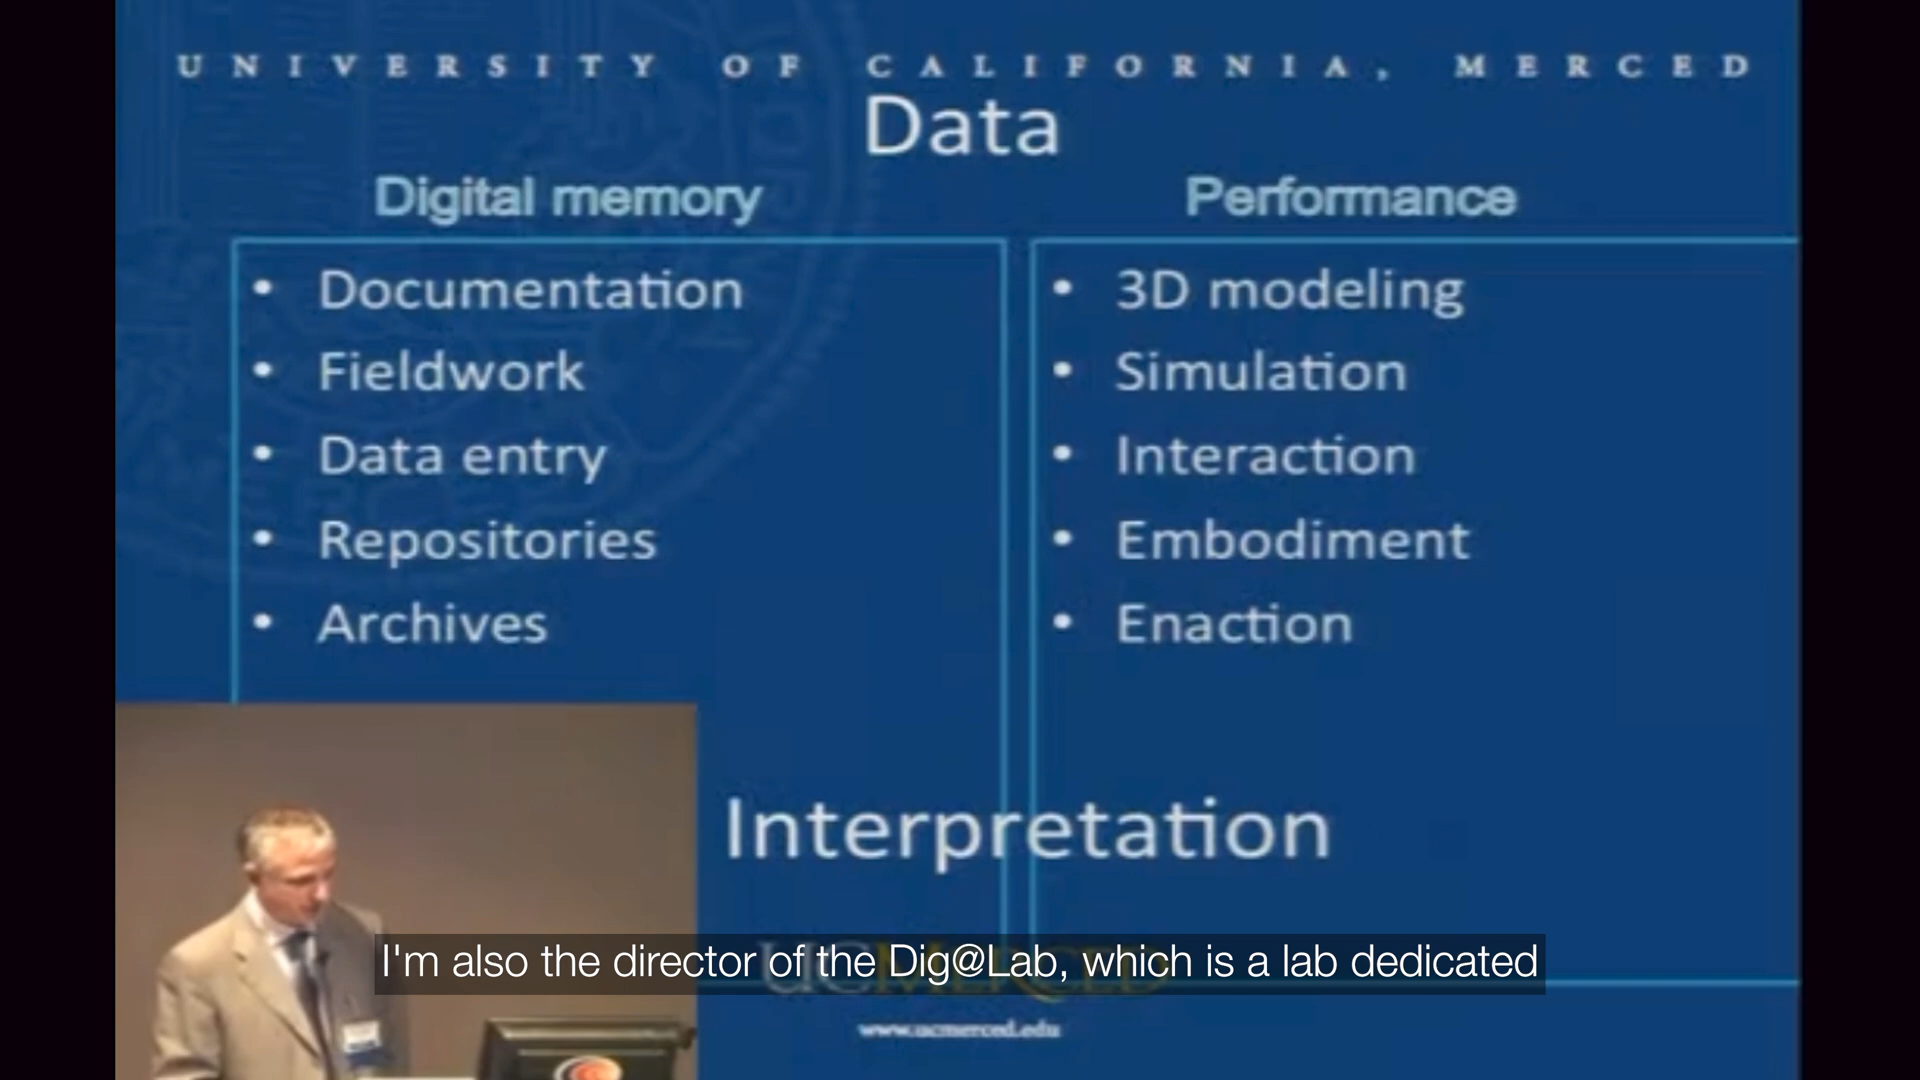 UNIVERSITY OF CALIFORNIA, MERCED
Data
Digital memory
• Documentation
• Fieldwork
• Data entry
• Repositories
• Archives
Performance
• 3D modeling
• Simulation
• Interaction
• Embodiment
• Enaction
Interpretation
I'm also the director of the Dig@Lab, which is a lab dedicated
UCMERCED
www.ucmerced.edu